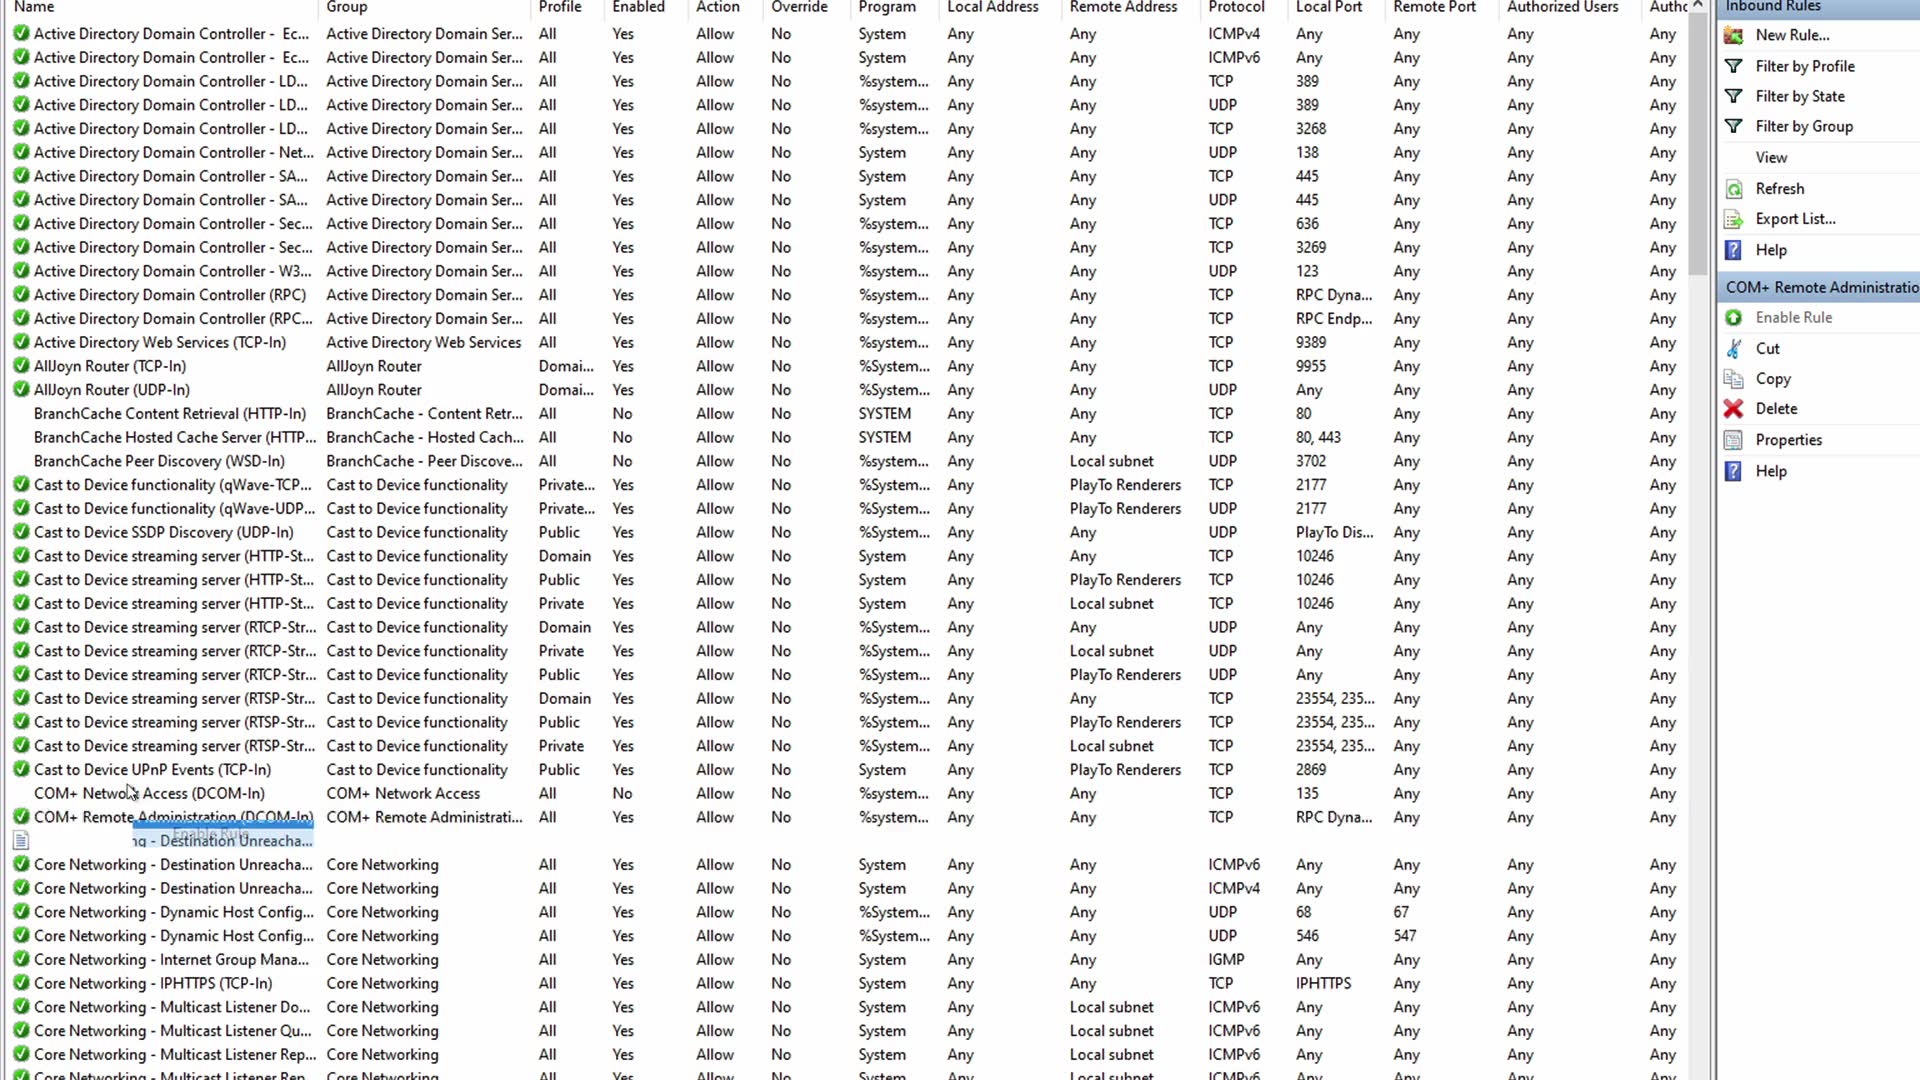 Name Group Profile Enabled Action Override Program Local Address Remote Address Protocol Local Port Remote Port Authorized Users Autho
Active Directory Domain Controller - Ec... Active Directory Domain Ser... All Yes Allow No System Any Any ICMPv4 Any Any Any Any
Active Directory Domain Controller - Ec... Active Directory Domain Ser... All Yes Allow No System Any Any ICMPv6 Any Any Any Any
Active Directory Domain Controller - LD... Active Directory Domain Ser... All Yes Allow No %system... Any Any TCP 389 Any Any Any
Active Directory Domain Controller - LD... Active Directory Domain Ser... All Yes Allow No %system... Any Any UDP 389 Any Any Any
Active Directory Domain Controller - LD... Active Directory Domain Ser... All Yes Allow No %system... Any Any TCP 3268 Any Any Any
Active Directory Domain Controller - Net... Active Directory Domain Ser... All Yes Allow No System Any Any UDP 138 Any Any Any
Active Directory Domain Controller - SA... Active Directory Domain Ser... All Yes Allow No System Any Any TCP 445 Any Any Any
Active Directory Domain Controller - SA... Active Directory Domain Ser... All Yes Allow No System Any Any UDP 445 Any Any Any
Active Directory Domain Controller - Sec... Active Directory Domain Ser... All Yes Allow No %system... Any Any TCP 636 Any Any Any
Active Directory Domain Controller - Sec... Active Directory Domain Ser... All Yes Allow No %system... Any Any TCP 3269 Any Any Any
Active Directory Domain Controller - W3... Active Directory Domain Ser... All Yes Allow No %system... Any Any UDP 123 Any Any Any
Active Directory Domain Controller (RPC) Active Directory Domain Ser... All Yes Allow No %system... Any Any TCP RPC Dyna... Any Any Any
Active Directory Domain Controller (RPC... Active Directory Domain Ser... All Yes Allow No %system... Any Any TCP RPC Endp... Any Any Any
Active Directory Web Services (TCP-In) Active Directory Web Services All Yes Allow No %system... Any Any TCP 9389 Any Any Any
AllJoyn Router (TCP-In) AllJoyn Router Domai... Yes Allow No %System... Any Any TCP 9955 Any Any Any
AllJoyn Router (UDP-In) AllJoyn Router Domai... Yes Allow No %System... Any Any UDP Any Any Any Any
BranchCache Content Retrieval (HTTP-In) BranchCache - Content Retr... All No Allow No SYSTEM Any Any TCP 80 Any Any Any
BranchCache Hosted Cache Server (HTTP... BranchCache - Hosted Cach... All No Allow No SYSTEM Any Any TCP 80, 443 Any Any Any
BranchCache Peer Discovery (WSD-In) BranchCache - Peer Discove... All No Allow No %system... Any Local subnet UDP 3702 Any Any Any
Cast to Device functionality (qWave-TCP... Cast to Device functionality Private... Yes Allow No %System... Any PlayTo Renderers TCP 2177 Any Any Any
Cast to Device functionality (qWave-UDP... Cast to Device functionality Private... Yes Allow No %System... Any PlayTo Renderers UDP 2177 Any Any Any
Cast to Device SSDP Discovery (UDP-In) Cast to Device functionality Public Yes Allow No %System... Any Any UDP PlayTo Dis... Any Any Any
Cast to Device streaming server (HTTP-St... Cast to Device functionality Domain Yes Allow No System Any Any TCP 10246 Any Any Any
Cast to Device streaming server (HTTP-St... Cast to Device functionality Public Yes Allow No System Any PlayTo Renderers TCP 10246 Any Any Any
Cast to Device streaming server (HTTP-St... Cast to Device functionality Private Yes Allow No System Any Local subnet TCP 10246 Any Any Any
Cast to Device streaming server (RTCP-Str... Cast to Device functionality Domain Yes Allow No %System... Any Any UDP Any Any Any Any
Cast to Device streaming server (RTCP-Str... Cast to Device functionality Private Yes Allow No %System... Any Local subnet UDP Any Any Any Any
Cast to Device streaming server (RTCP-Str... Cast to Device functionality Public Yes Allow No %System... Any PlayTo Renderers UDP Any Any Any Any
Cast to Device streaming server (RTSP-Str... Cast to Device functionality Domain Yes Allow No %System... Any Any TCP 23554, 235... Any Any Any
Cast to Device streaming server (RTSP-Str... Cast to Device functionality Public Yes Allow No %System... Any PlayTo Renderers TCP 23554, 235... Any Any Any
Cast to Device streaming server (RTSP-Str... Cast to Device functionality Private Yes Allow No %System... Any Local subnet TCP 23554, 235... Any Any Any
Cast to Device UPnP Events (TCP-In) Cast to Device functionality Public Yes Allow No System Any PlayTo Renderers TCP 2869 Any Any Any
COM+ Network Access (DCOM-In) COM+ Network Access All No Allow No %system... Any Any TCP 135 Any Any Any
COM+ Remote Administration (DCOM-In) COM+ Remote Administrati... All Yes Allow No %system... Any Any TCP RPC Dyna... Any Any Any
Enable Rule
ng - Destination Unreacha...
Core Networking - Destination Unreacha... Core Networking All Yes Allow No System Any Any ICMPv6 Any Any Any Any
Core Networking - Destination Unreacha... Core Networking All Yes Allow No System Any Any ICMPv4 Any Any Any Any
Core Networking - Dynamic Host Config... Core Networking All Yes Allow No %System... Any Any UDP 68 67 Any Any
Core Networking - Dynamic Host Config... Core Networking All Yes Allow No %System... Any Any UDP 546 547 Any Any
Core Networking - Internet Group Mana... Core Networking All Yes Allow No System Any Any IGMP Any Any Any Any
Core Networking - IPHTTPS (TCP-In) Core Networking All Yes Allow No System Any Any TCP IPHTTPS Any Any Any
Core Networking - Multicast Listener Do... Core Networking All Yes Allow No System Any Local subnet ICMPv6 Any Any Any Any
Core Networking - Multicast Listener Qu... Core Networking All Yes Allow No System Any Local subnet ICMPv6 Any Any Any Any
Core Networking - Multicast Listener Rep... Core Networking All Yes Allow No System Any Local subnet ICMPv6 Any Any Any Any
Core Networking - Multicast Listener Rep... Core Networking All Yes Allow No System Any Local subnet ICMPv6 Any Any Any Any
Inbound Rules
New Rule...
Filter by Profile
Filter by State
Filter by Group
View
Refresh
Export List...
Help
COM+ Remote Administratio
Enable Rule
Cut
Copy
Delete
Properties
Help